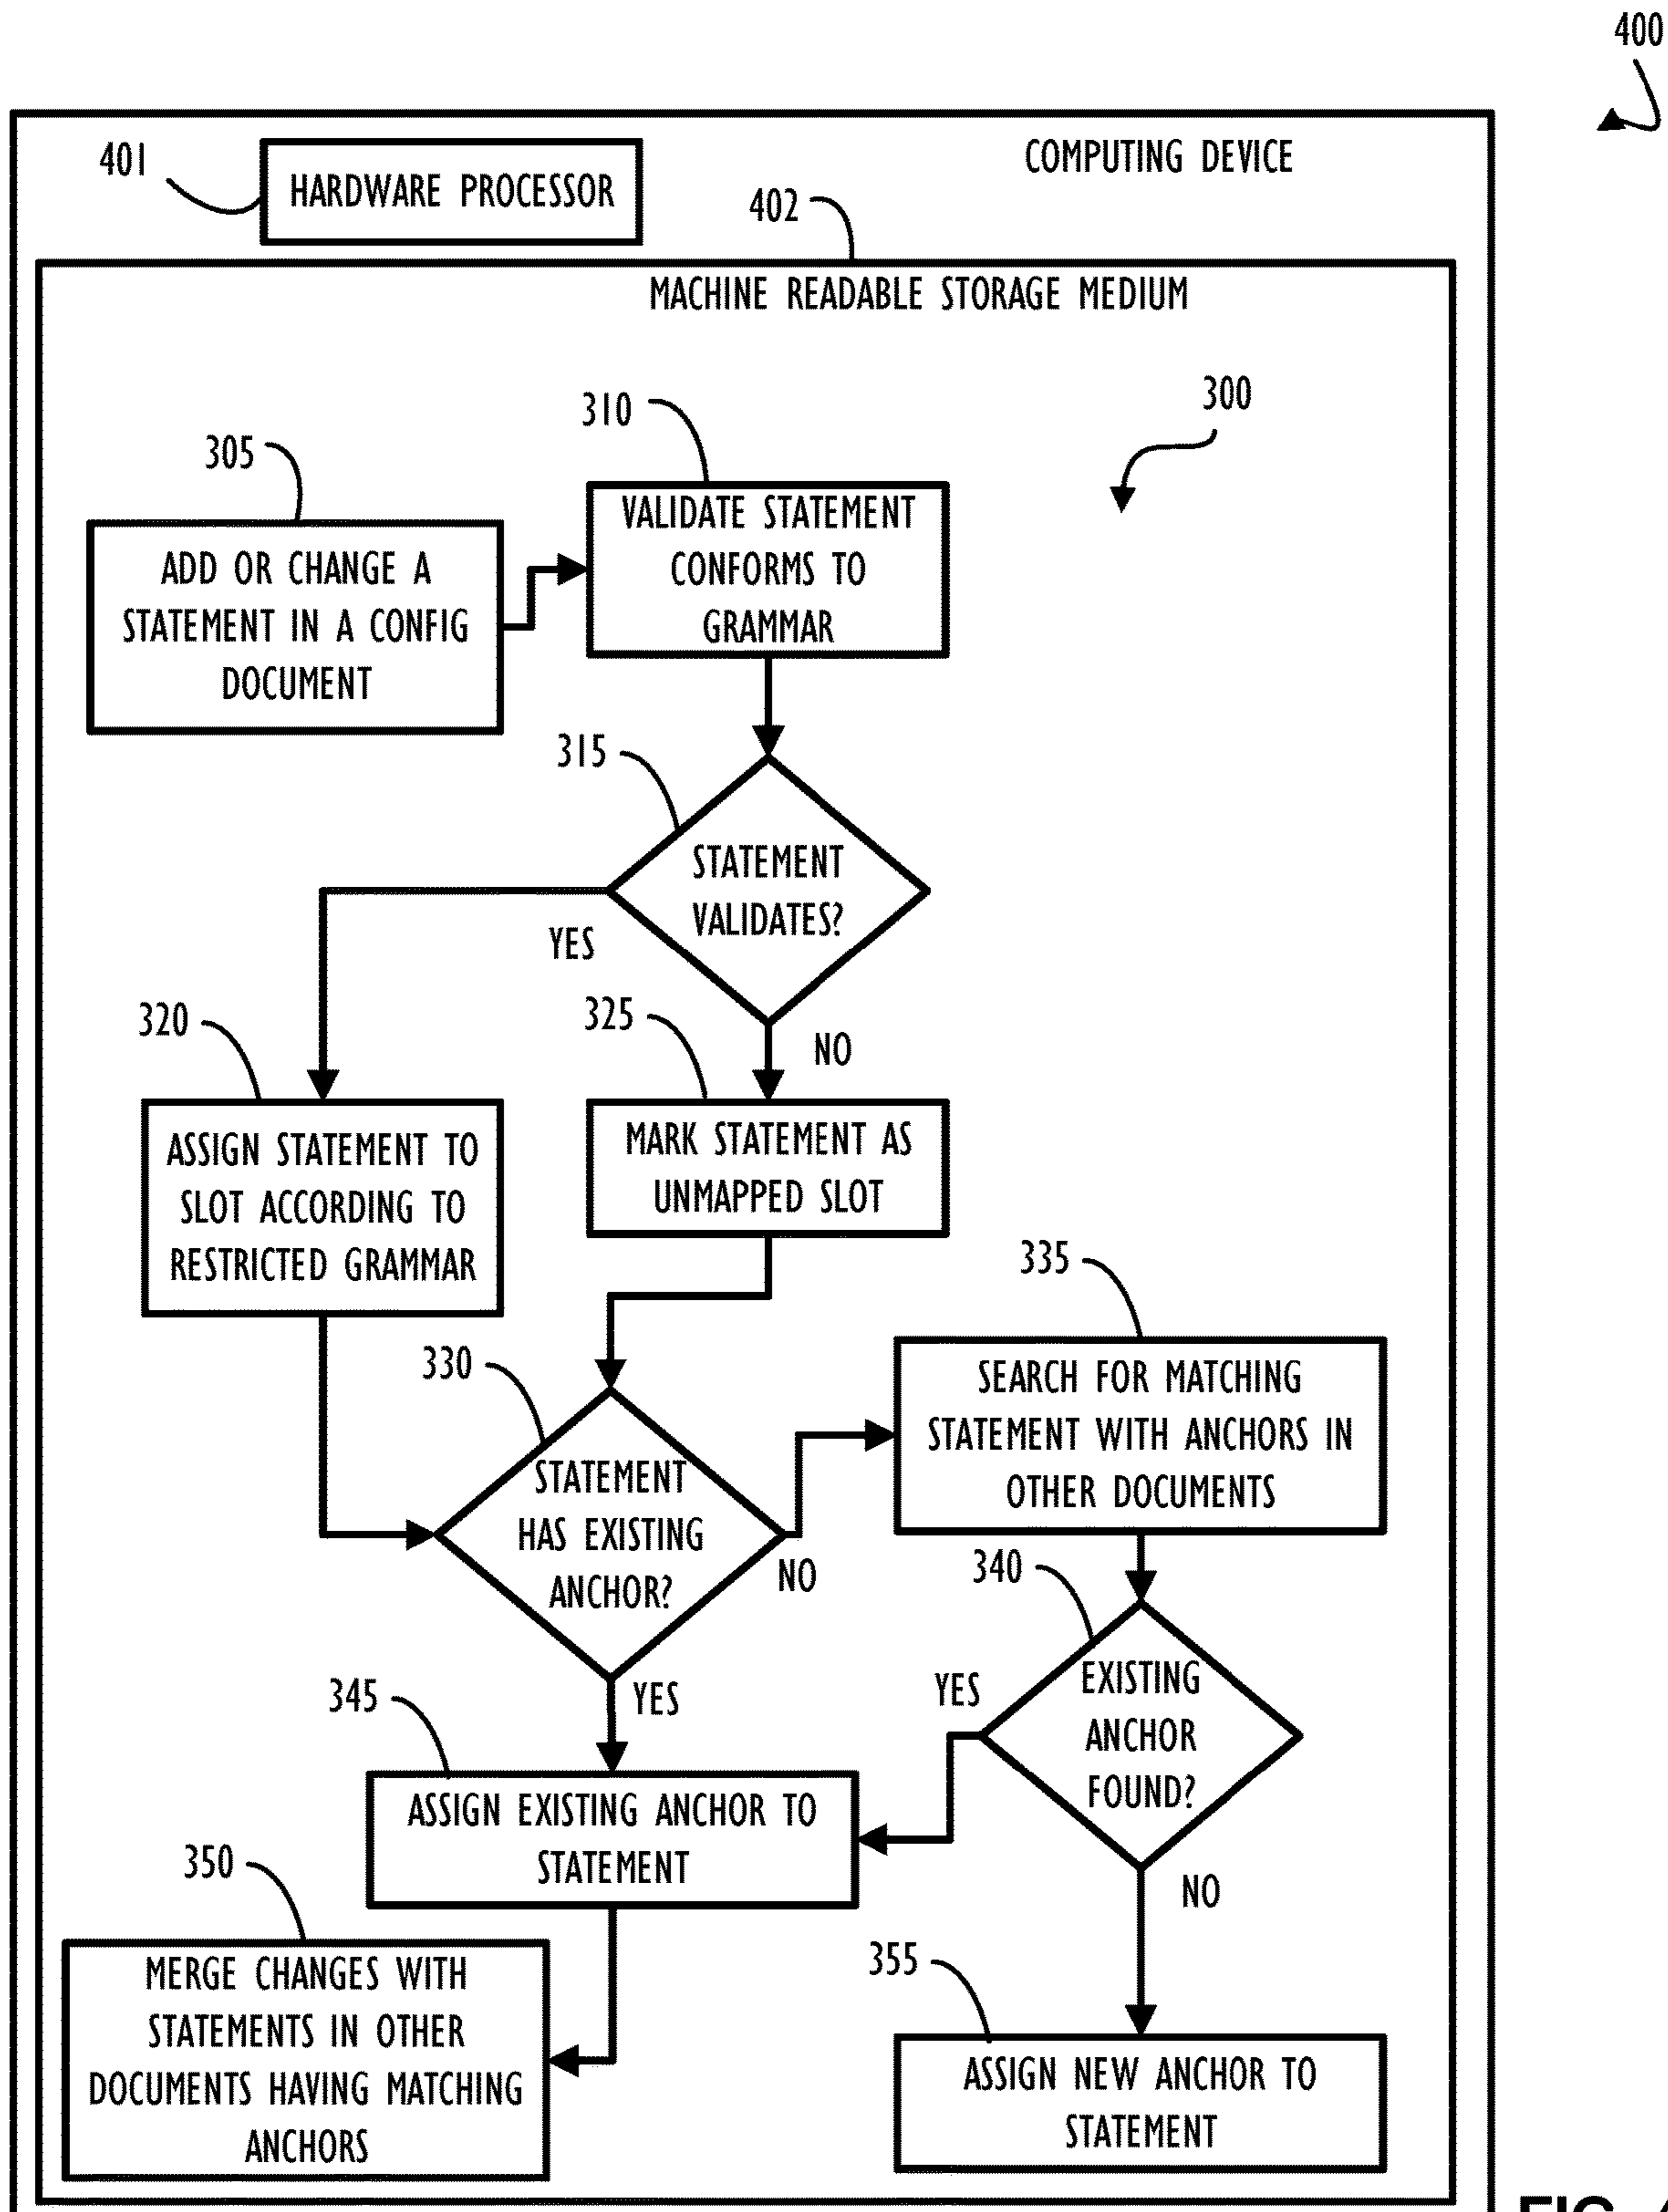 400
COMPUTING DEVICE
401
HARDWARE PROCESSOR
402
MACHINE READABLE STORAGE MEDIUM
300
310
305
VALIDATE STATEMENT
CONFORMS TO
GRAMMAR
ADD OR CHANGE A
STATEMENT IN A CONFIG
DOCUMENT
315
STATEMENT
VALIDATES?
YES
NO
320
325
ASSIGN STATEMENT TO
SLOT ACCORDING TO
RESTRICTED GRAMMAR
MARK STATEMENT AS
UNMAPPED SLOT
335
330
SEARCH FOR MATCHING
STATEMENT WITH ANCHORS IN
OTHER DOCUMENTS
STATEMENT
HAS EXISTING
ANCHOR?
NO
YES
340
EXISTING
ANCHOR
FOUND?
YES
NO
345
ASSIGN EXISTING ANCHOR TO
STATEMENT
350
MERGE CHANGES WITH
STATEMENTS IN OTHER
DOCUMENTS HAVING MATCHING
ANCHORS
355
ASSIGN NEW ANCHOR TO
STATEMENT